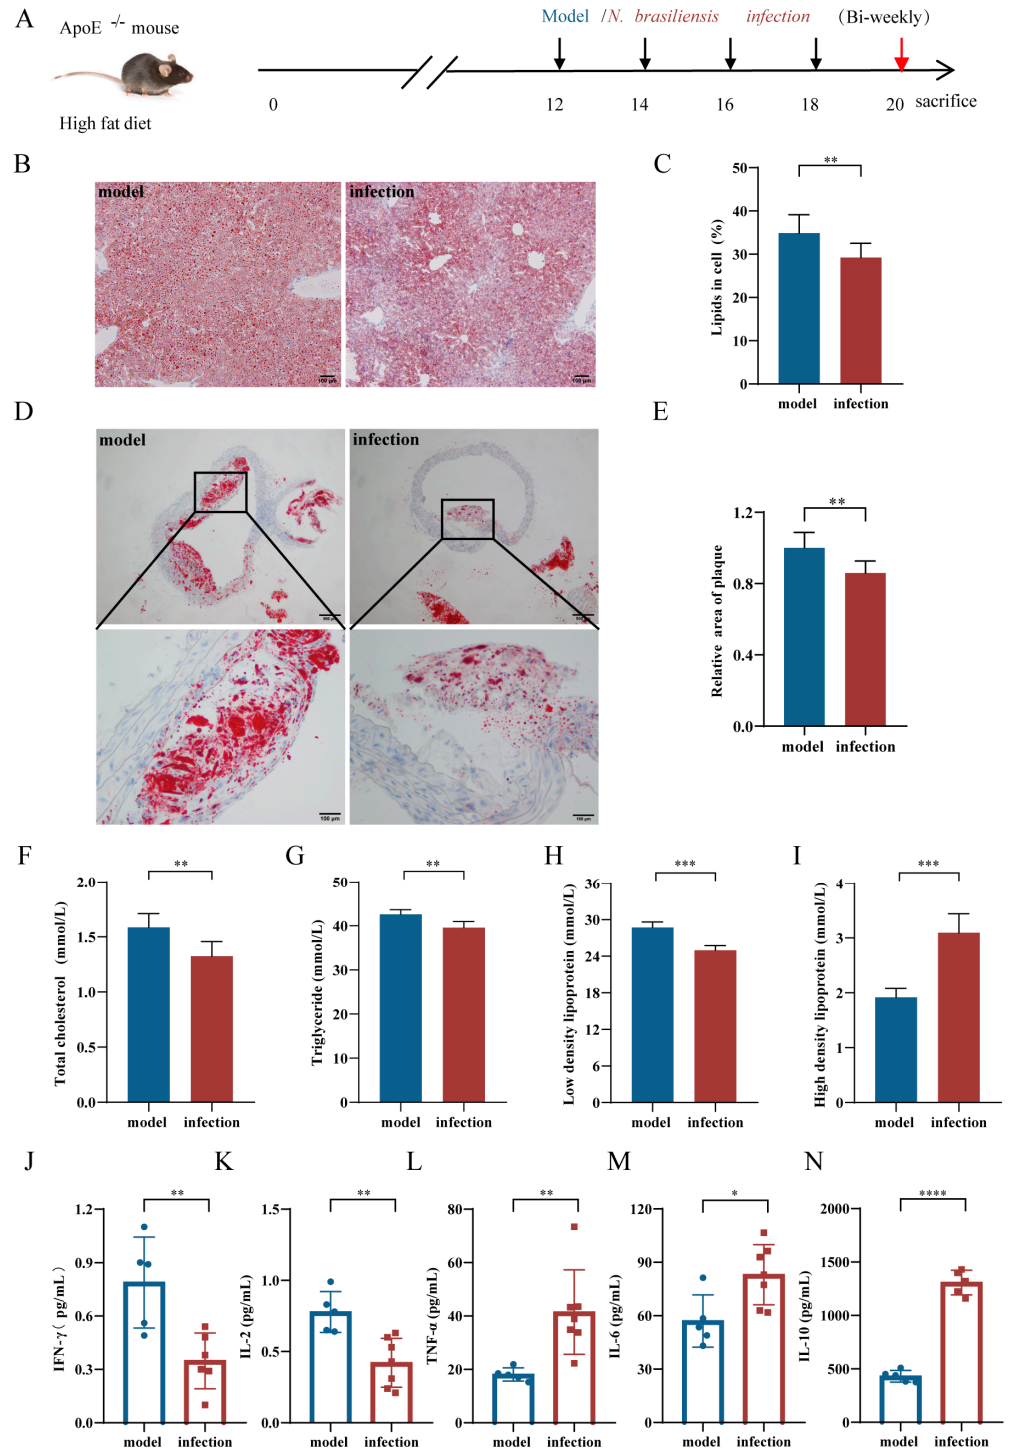 A
ApoE -/- mouse
High fat diet
Model /N. brasiliensis infection (Bi-weekly)
0 12 14 16 18 20 sacrifice
B
model
infection
100 μm
100 μm
C
Lipids in cell (%)
50
40
30
20
10
0
**
model infection
D
model
infection
100 μm
100 μm
E
Relative area of plaque
1.2
0.8
0.4
0.0
**
model infection
F
Total cholesterol (mmol/L)
2.0
1.5
1.0
0.5
0.0
**
model infection
G
Triglyceride (mmol/L)
50
40
30
20
10
0
**
model infection
H
Low density lipoprotein (mmol/L)
36
30
24
18
12
6
0
***
model infection
I
High density lipoprotein (mmol/L)
4
3
2
1
0
***
model infection
J
IFN-γ ( pg/mL)
1.2
0.9
0.6
0.3
0.0
**
model infection
K
IL-2 (pg/mL)
1.5
1.0
0.5
0.0
**
model infection
L
TNF-α (pg/mL)
80
60
40
20
0
**
model infection
M
IL-6 (pg/mL)
120
90
60
30
0
*
model infection
N
IL-10 (pg/mL)
2000
1500
1000
500
0
****
model infection